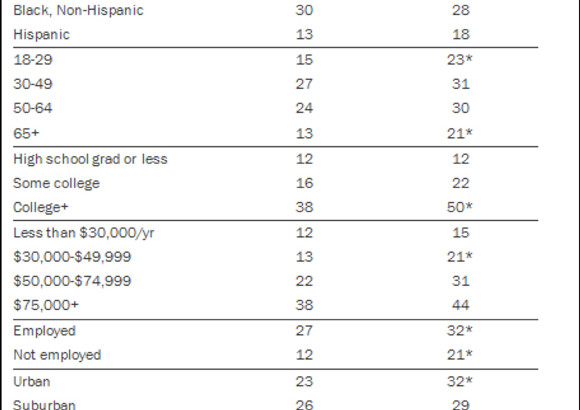 Black, Non-Hispanic 30 28
Hispanic 13 18
18-29 15 23*
30-49 27 31
50-64 24 30
65+ 13 21*
High school grad or less 12 12
Some college 16 22
College+ 38 50*
Less than $30,000/yr 12 15
$30,000-$49,999 13 21*
$50,000-$74,999 22 31
$75,000+ 38 44
Employed 27 32*
Not employed 12 21*
Urban 23 32*
Suburban 26 29